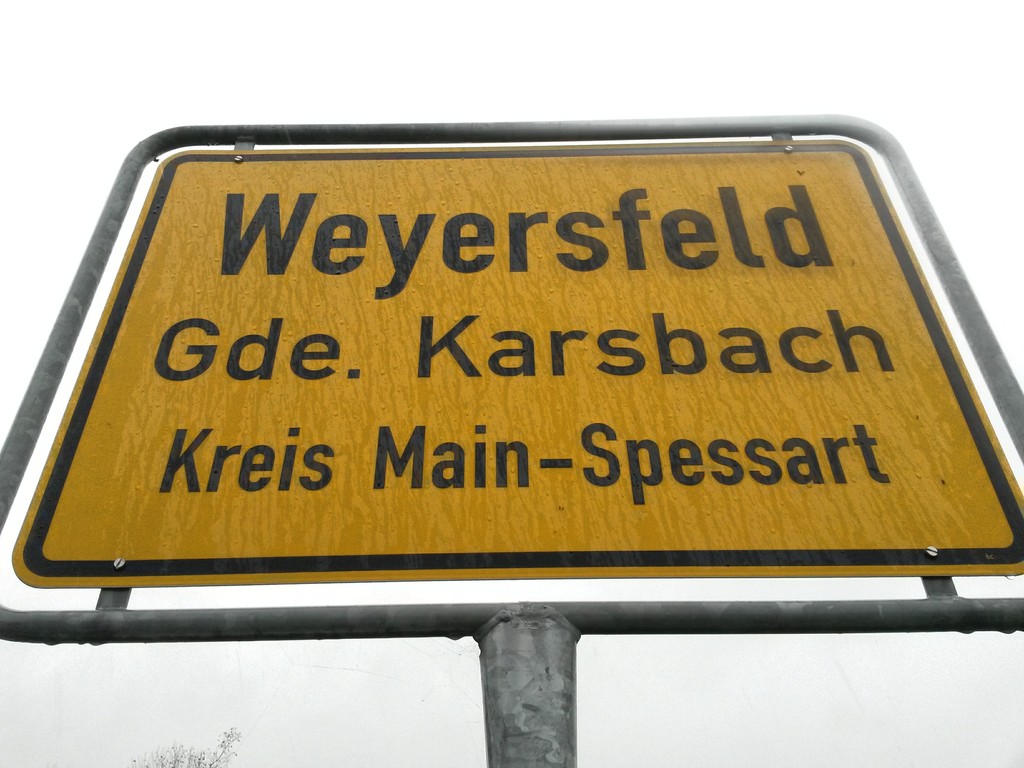 Weyersfeld
Gde. Karsbach
Kreis Main-Spessart